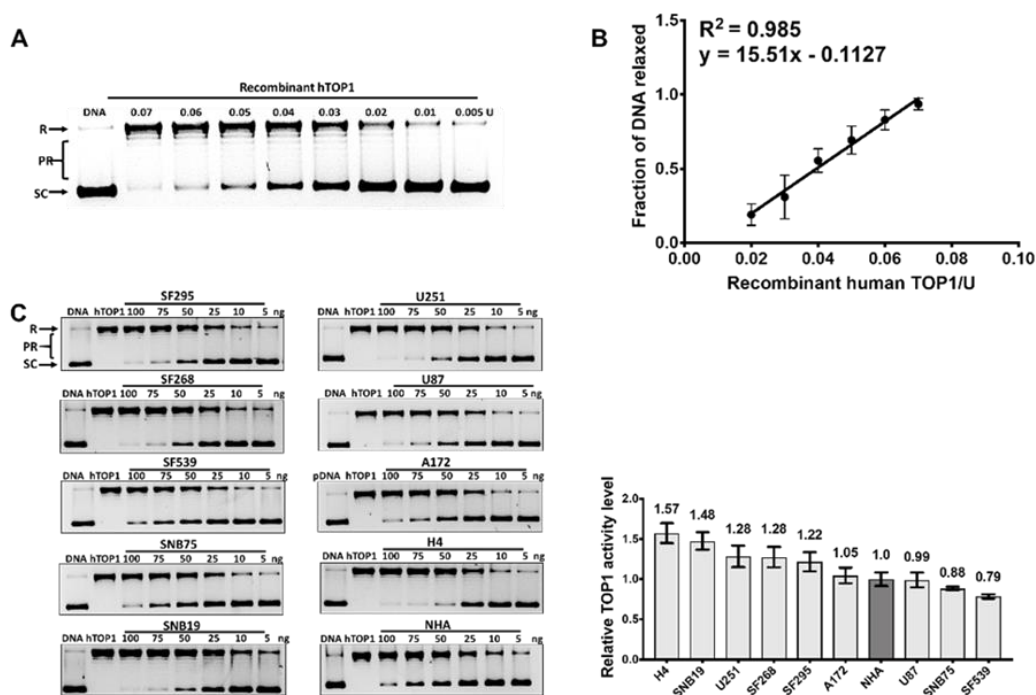 A
Recombinant hTOP1
DNA 0.07 0.06 0.05 0.04 0.03 0.02 0.01 0.005 U
R
PR
SC
B
R² = 0.985
y = 15.51x - 0.1127
Fraction of DNA relaxed
1.5
1.0
0.5
0.0
0.00 0.02 0.04 0.06 0.08 0.10
Recombinant human TOP1/U
C
SF295
DNA hTOP1 100 75 50 25 10 5 ng
R
PR
SC
SF268
DNA hTOP1 100 75 50 25 10 5 ng
SF539
DNA hTOP1 100 75 50 25 10 5 ng
SNB75
DNA hTOP1 100 75 50 25 10 5 ng
SNB19
DNA hTOP1 100 75 50 25 10 5 ng
U251
DNA hTOP1 100 75 50 25 10 5 ng
U87
DNA hTOP1 100 75 50 25 10 5 ng
A172
pDNA hTOP1 100 75 50 25 10 5 ng
H4
DNA hTOP1 100 75 50 25 10 5 ng
NHA
DNA hTOP1 100 75 50 25 10 5 ng
Relative TOP1 activity level
2.0
1.5
1.0
0.5
0.0
1.57 1.48 1.28 1.28 1.22 1.05 1.0 0.99 0.88 0.79
H4 SNB19 U251 SF268 SF295 A172 NHA U87 SNB75 SF539